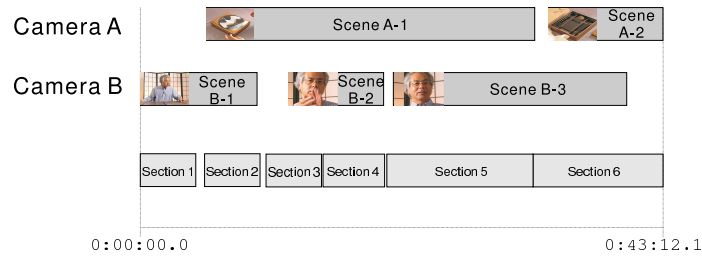 Camera A
Scene A-1
Scene
A-2
Camera B
Scene
B-1
Scene
B-2
Scene B-3
Section 1
Section 2
Section 3
Section 4
Section 5
Section 6
0:00:00.0
0:43:12.1